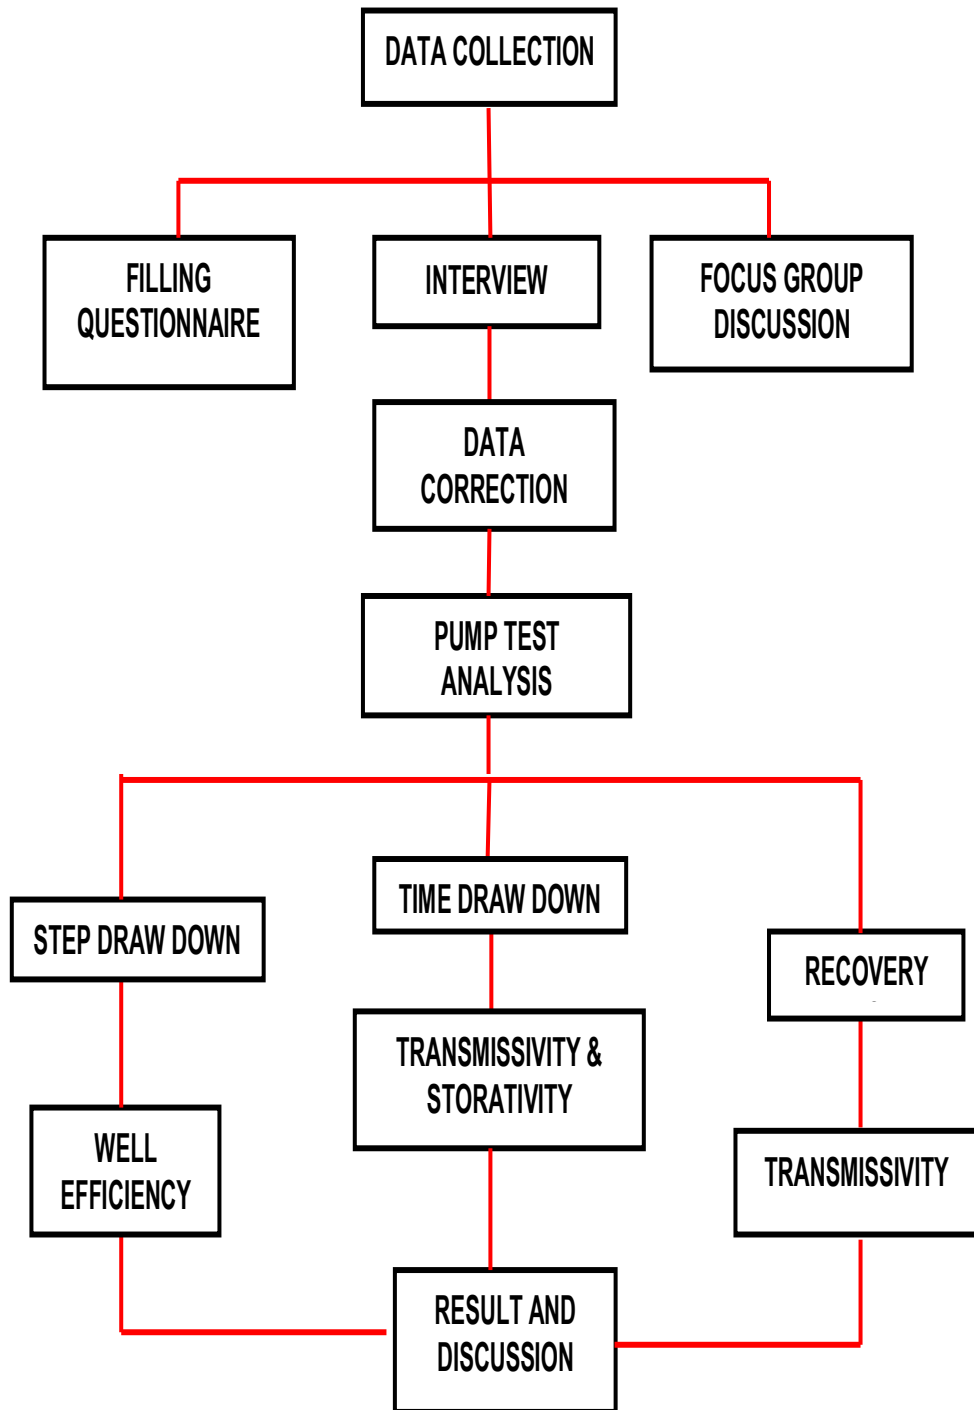 DATA COLLECTION
FILLING
QUESTIONNAIRE
INTERVIEW
FOCUS GROUP
DISCUSSION
DATA
CORRECTION
PUMP TEST
ANALYSIS
STEP DRAW DOWN
TIME DRAW DOWN
RECOVERY
WELL
EFFICIENCY
TRANSMISSIVITY &
STORATIVITY
TRANSMISSIVITY
RESULT AND
DISCUSSION